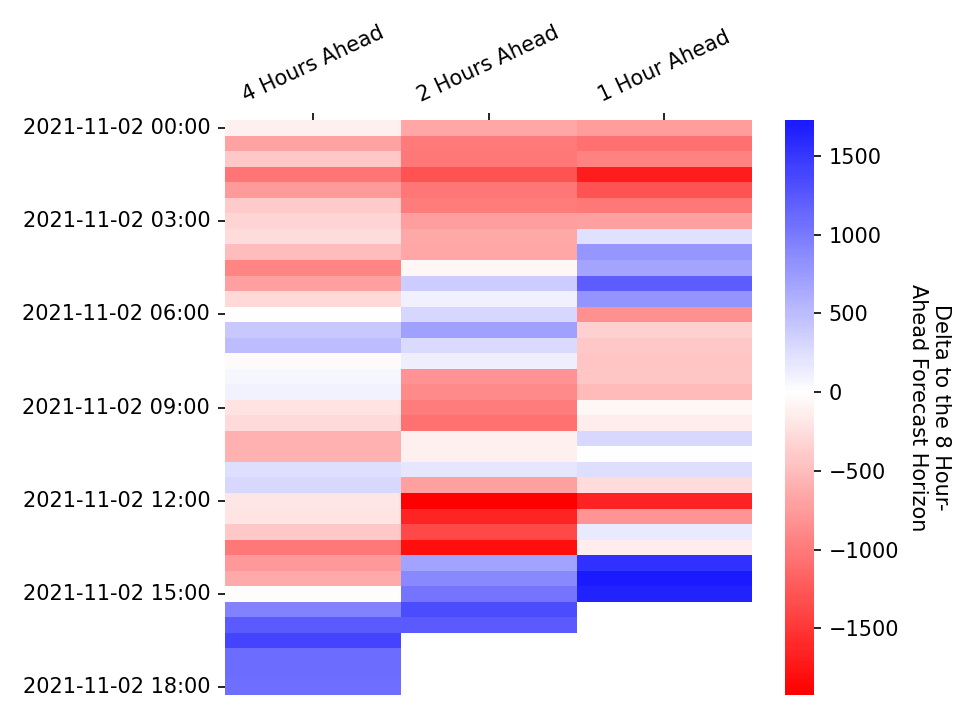 4 Hours Ahead
2 Hours Ahead
1 Hour Ahead
2021-11-02 00:00
2021-11-02 03:00
2021-11-02 06:00
2021-11-02 09:00
2021-11-02 12:00
2021-11-02 15:00
2021-11-02 18:00
1500
1000
500
0
−500
−1000
−1500
Delta to the 8 Hour-
Ahead Forecast Horizon